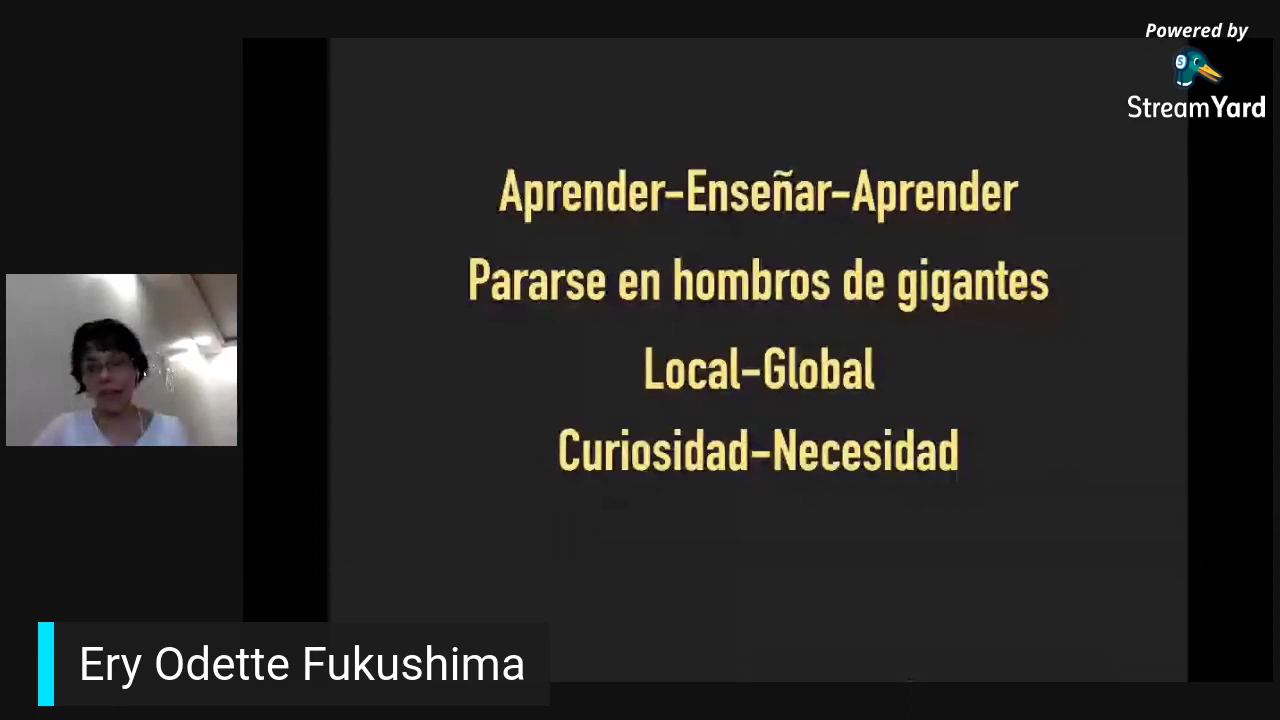 Powered by
StreamYard
Aprender-Enseñar-Aprender
Pararse en hombros de gigantes
Local-Global
Curiosidad-Necesidad
Ery Odette Fukushima